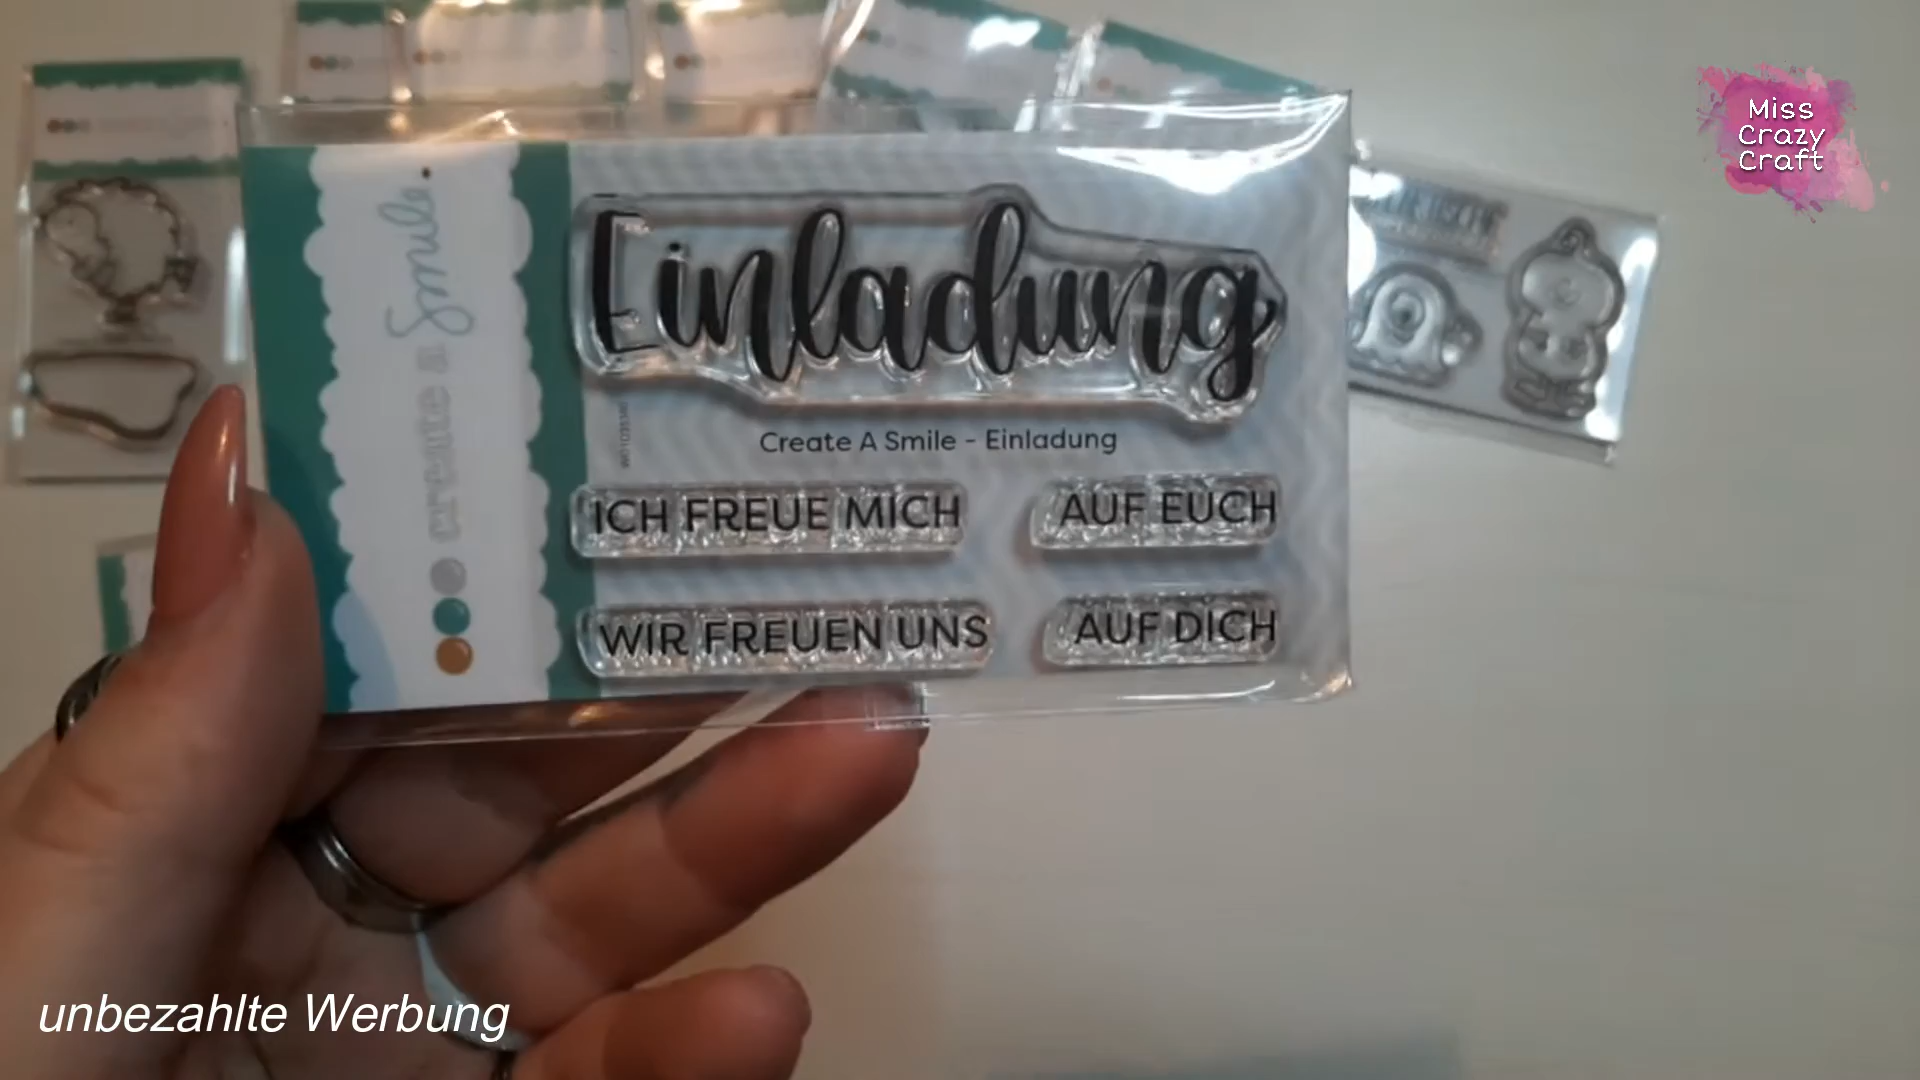 Miss
Crazy
Craft
create a Smile
Einladung
Create A Smile - Einladung
ICH FREUE MICH
AUF EUCH
WIR FREUEN UNS
AUF DICH
unbezahlte Werbung